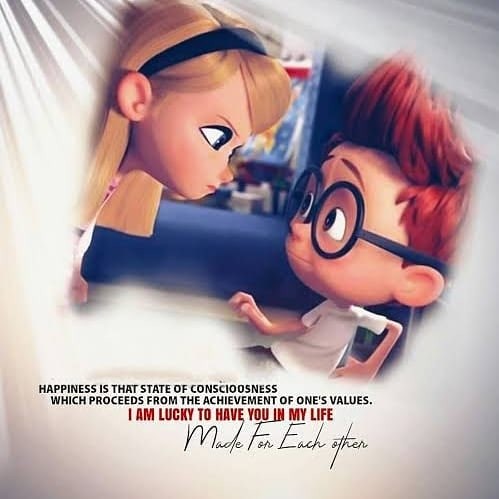 HAPPINESS IS THAT STATE OF CONSCIOUSNESS
WHICH PROCEEDS FROM THE ACHIEVEMENT OF ONE'S VALUES.
I AM LUCKY TO HAVE YOU IN MY LIFE
Made For Each other